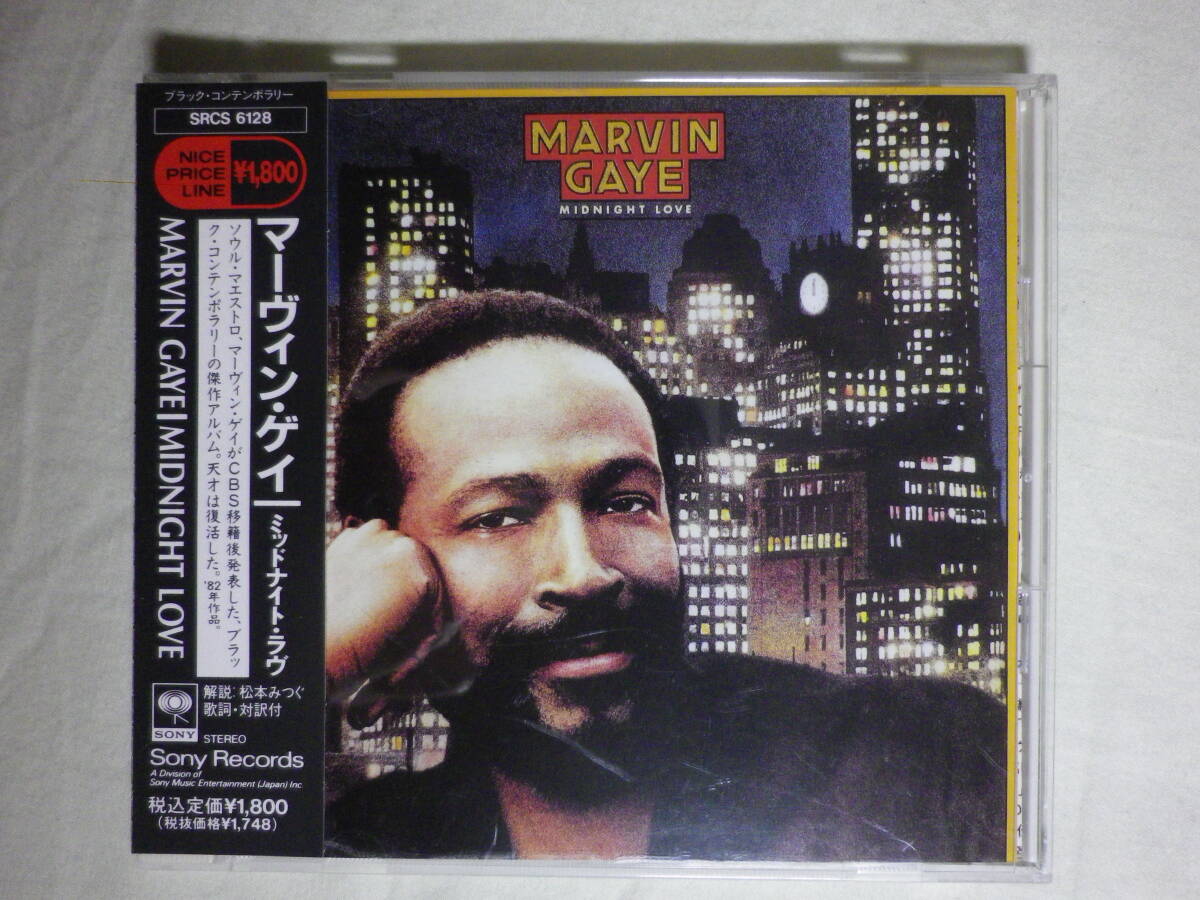 ブラック・コンテンポラリー
SRCS 6128
NICE
PRICE
LINE
¥1,800
マーヴィン・ゲイ
ミッドナイト・ラヴ
ソウル・マエストロ、マーヴィン・ゲイがCBS移籍後発表した、ブラッ
ク・コンテンポラリーの傑作アルバム。天才は復活した。'82年作品。
MARVIN GAYE/MIDNIGHT LOVE
SONY
解説:松本みつぐ
歌詞・対訳付
STEREO
Sony Records
A Division of
Sony Music Entertainment (Japan) Inc.
税込定価¥1,800
(税抜価格¥1,748)
MARVIN
GAYE
MIDNIGHT LOVE